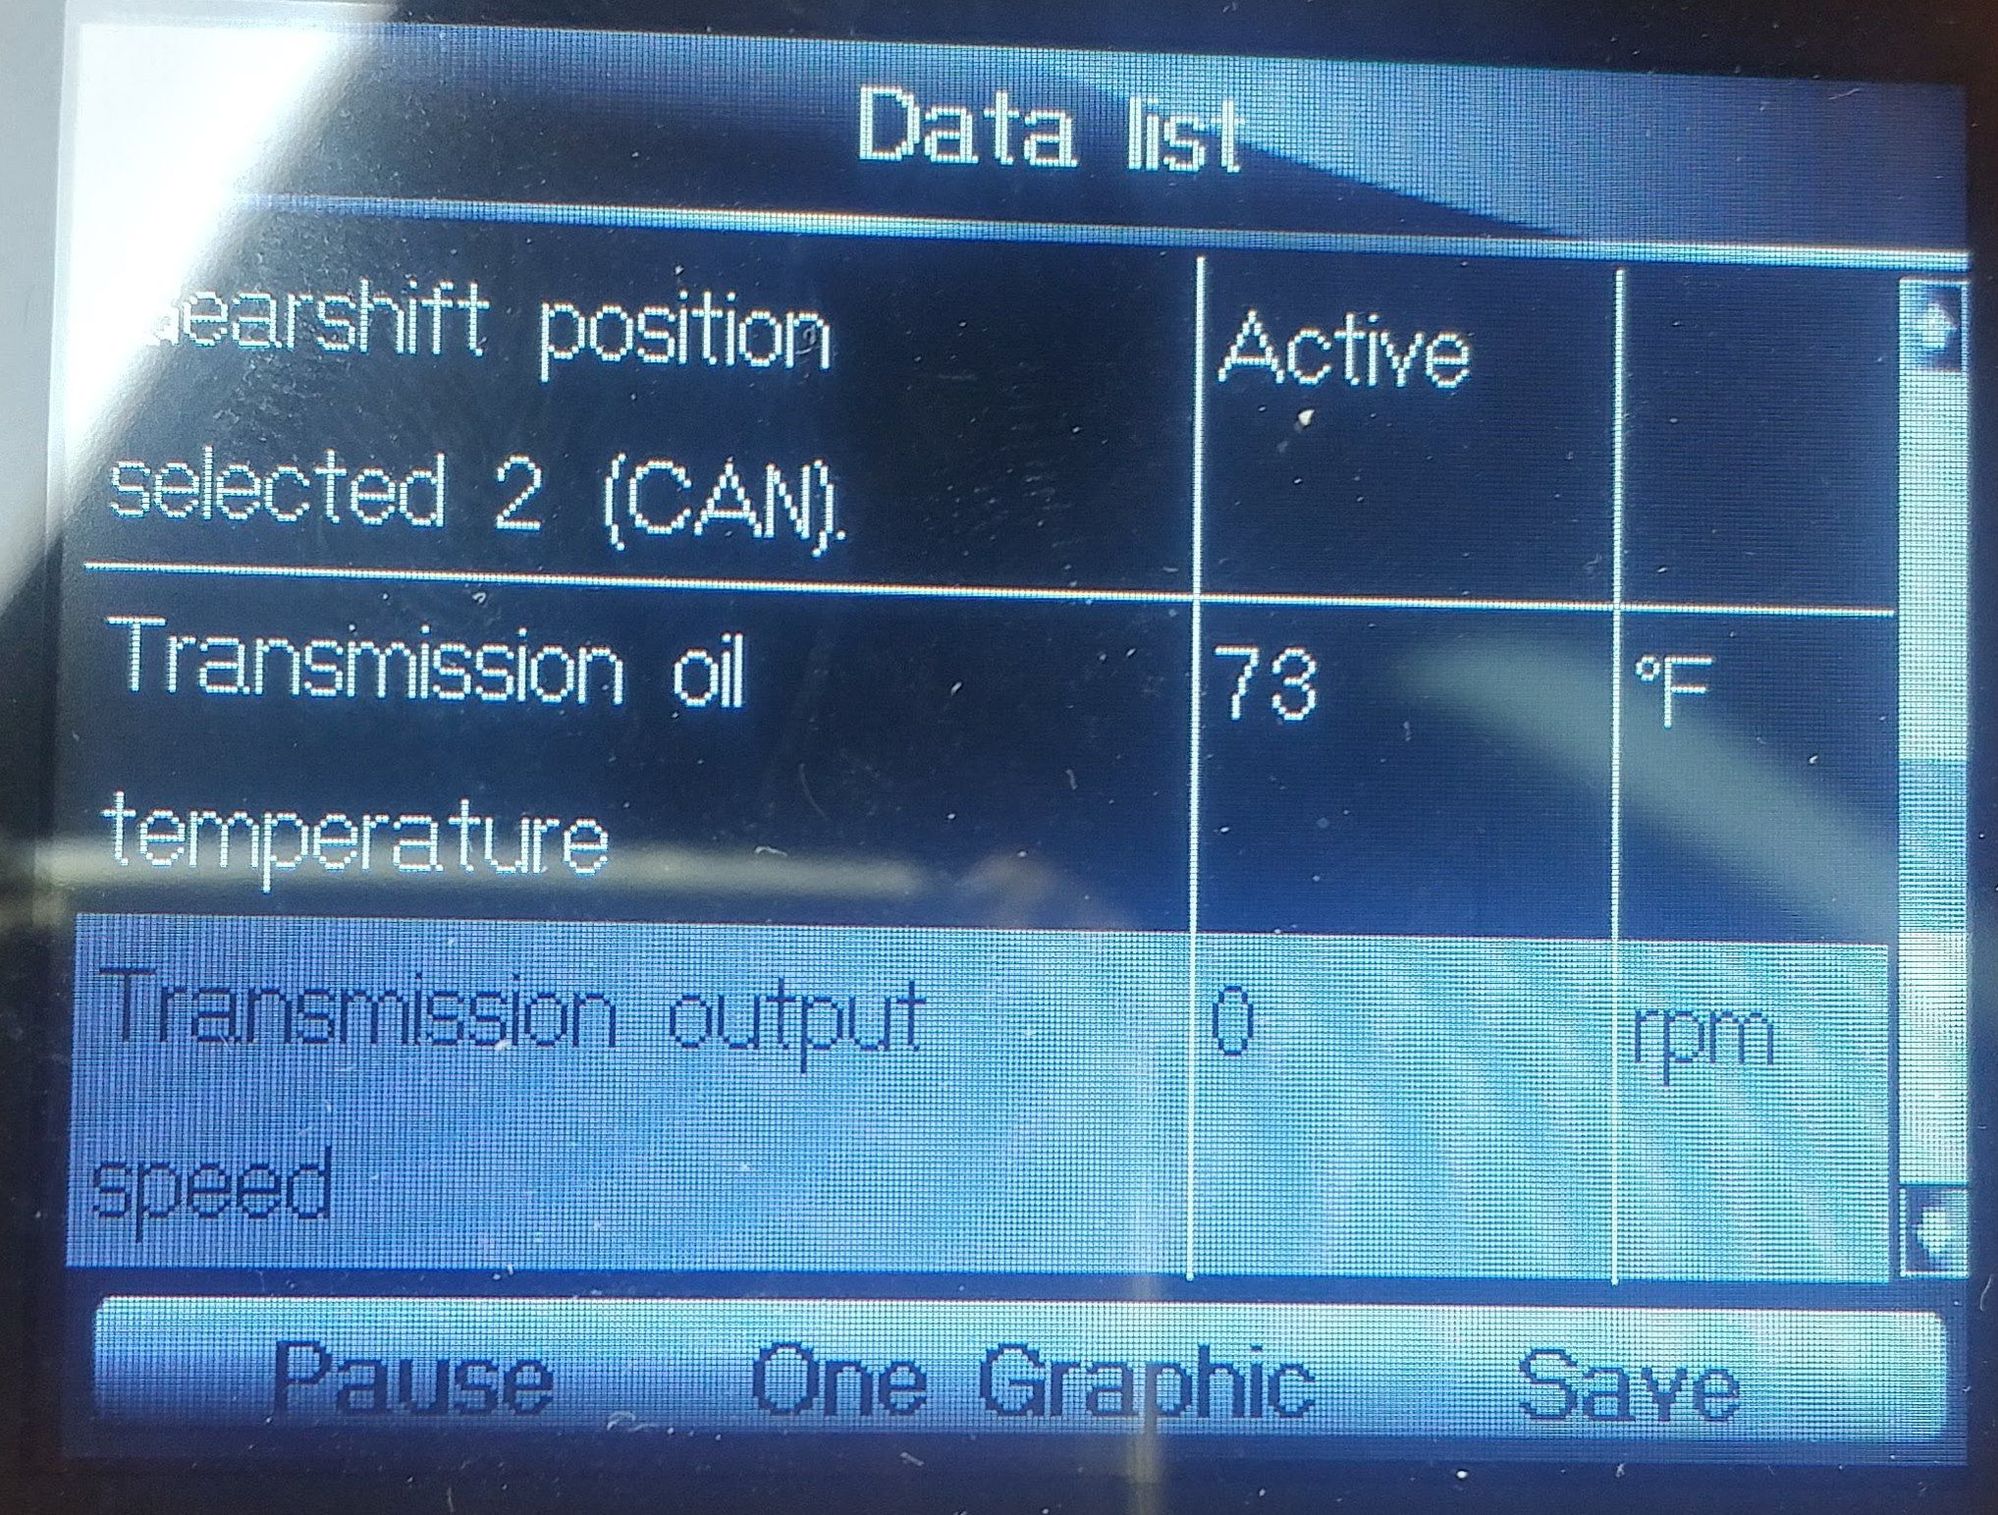 Data list
Gearshift position Active
selected 2 (CAN).
Transmission oil 73 °F
temperature
Transmission output 0 rpm
speed
Pause One Graphic Save